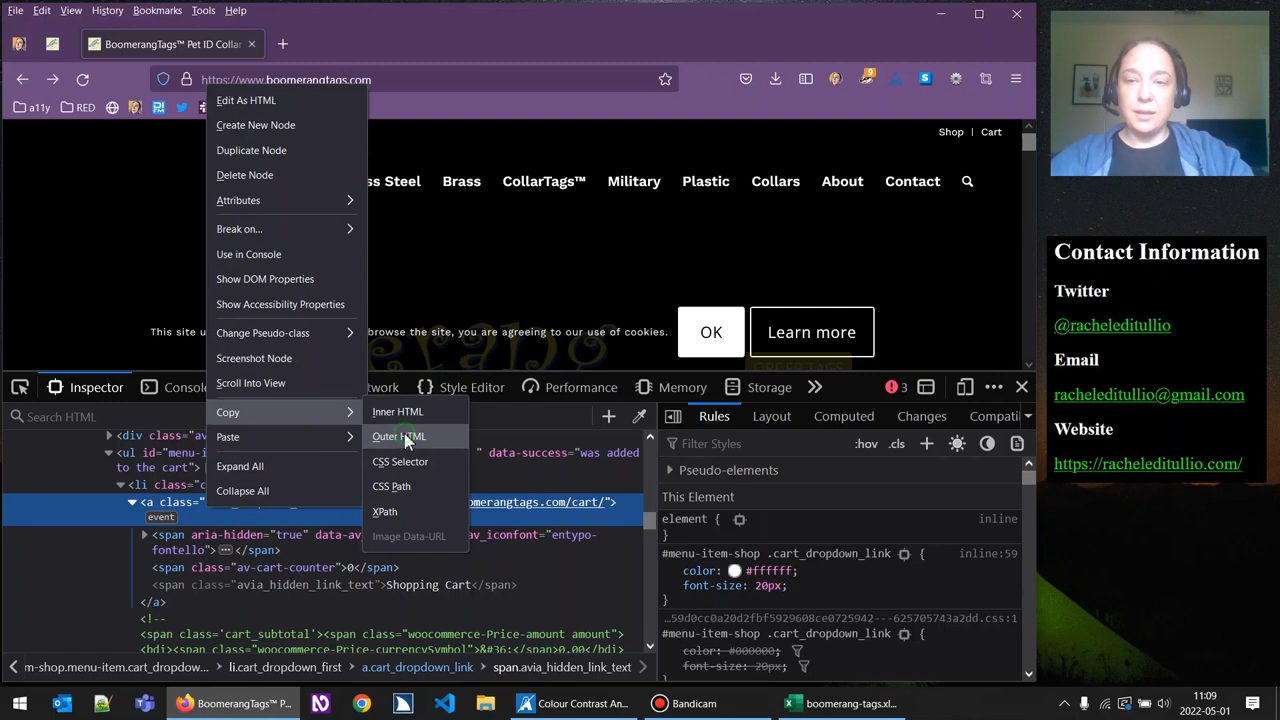 File Edit View History Bookmarks Tools Help
BoomerangTags™ Pet ID Collar
https://www.boomerangtags.com
9
a11y RED
Shop | Cart
ss Steel Brass CollarTags™ Military Plastic Collars About Contact
This site u
browse the site, you are agreeing to our use of cookies.
OK
Learn more
ORDER TAGS
Edit As HTML
Create New Node
Duplicate Node
Delete Node
Attributes
Break on...
Use in Console
Show DOM Properties
Show Accessibility Properties
Change Pseudo-class
Screenshot Node
Scroll Into View
Copy
Paste
Expand All
Collapse All
Inner HTML
Outer HTML
CSS Selector
CSS Path
XPath
Image Data-URL
Inspector Conso twork Style Editor Performance Memory Storage 3
Search HTML
<div class="av
<ul id="menu-i " data-success="was added
to the cart">
<li class="
<a class=" omerangtags.com/cart/">
event
<span aria-hidden="true" data-av av_iconfont="entypo-
fontello"> </span>
<span class="av-cart-counter">0</span>
<span class="avia_hidden_link_text">Shopping Cart</span>
</a>
<!--
<span class='cart_subtotal'><span class="woocommerce-Price-amount amount">
<bdi><span class="woocommerce-Price-currencySymbol">&#36;</span>0.00</bdi>
m-shop.menu-item.cart_dropdow... li.cart_dropdown_first a.cart_dropdown_link span.avia_hidden_link_text
Rules Layout Computed Changes Compati
Filter Styles :hov .cls
Pseudo-elements
This Element
element { inline
}
#menu-item-shop .cart_dropdown_link { inline:59
color: #ffffff;
font-size: 20px;
}
…59d0cc0a20d2fbf5929608ce0725942---625705743a2dd.css:1
#menu-item-shop .cart_dropdown_link {
color: #000000;
font-size: 20px;
Contact Information
Twitter
@racheleditullio
Email
racheleditullio@gmail.com
Website
https://racheleditullio.com/
BoomerangTags™ P...
Colour Contrast An...
Bandicam
boomerang-tags.xl...
11:09
2022-05-01